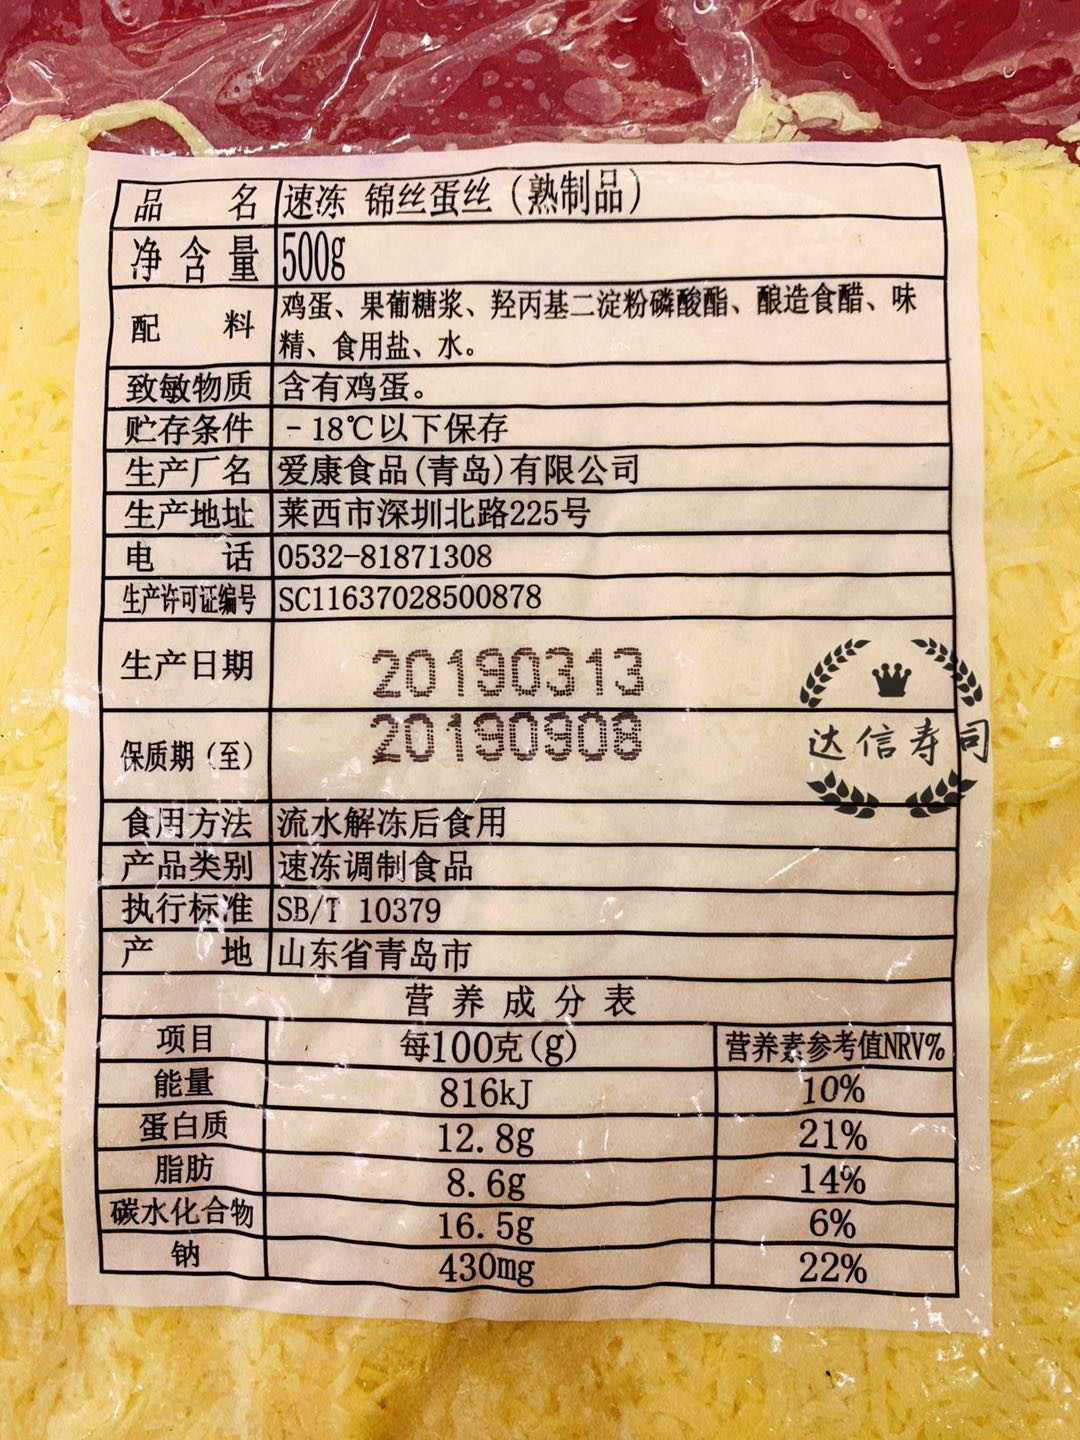 品 名 速冻 锦丝蛋丝（熟制品）
净含量 500g
配 料 鸡蛋、果葡糖浆、羟丙基二淀粉磷酸酯、酿造食醋、味
精、食用盐、水。
致敏物质 含有鸡蛋。
贮存条件 -18℃以下保存
生产厂名 爱康食品(青岛)有限公司
生产地址 莱西市深圳北路225号
电 话 0532-81871308
生产许可证编号 SC11637028500878
生产日期 20190313
保质期（至） 20190908
达信寿司
食用方法 流水解冻后食用
产品类别 速冻调制食品
执行标准 SB/T 10379
产 地 山东省青岛市
营养成分表
项目 每100克(g) 营养素参考值NRV%
能量 816kJ 10%
蛋白质 12.8g 21%
脂肪 8.6g 14%
碳水化合物 16.5g 6%
钠 430mg 22%